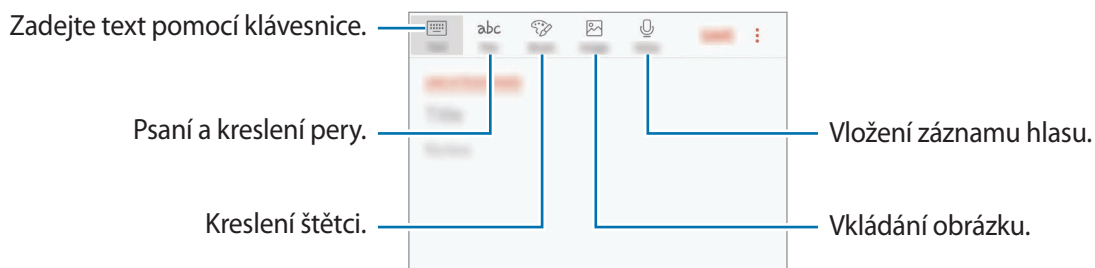 Zadejte text pomocí klávesnice.
abc
Psaní a kreslení pery.
Vložení záznamu hlasu.
Kreslení štětci.
Vkládání obrázku.